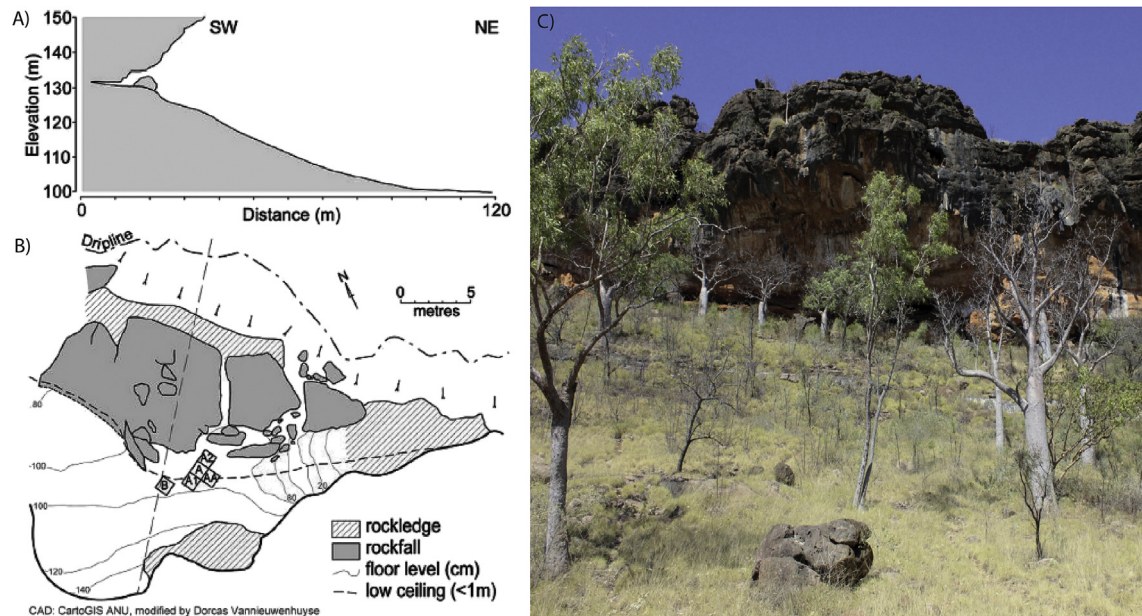 A)
150
140
130
120
110
100
Elevation (m)
SW
NE
0
Distance (m)
120
B)
Dripline
N
0 5
metres
80
-100
-100
-120
140
80
20
B
A
A2
AA
rockledge
rockfall
floor level (cm)
low ceiling (<1m)
CAD: CartoGIS ANU, modified by Dorcas Vannieuwenhuyse
C)